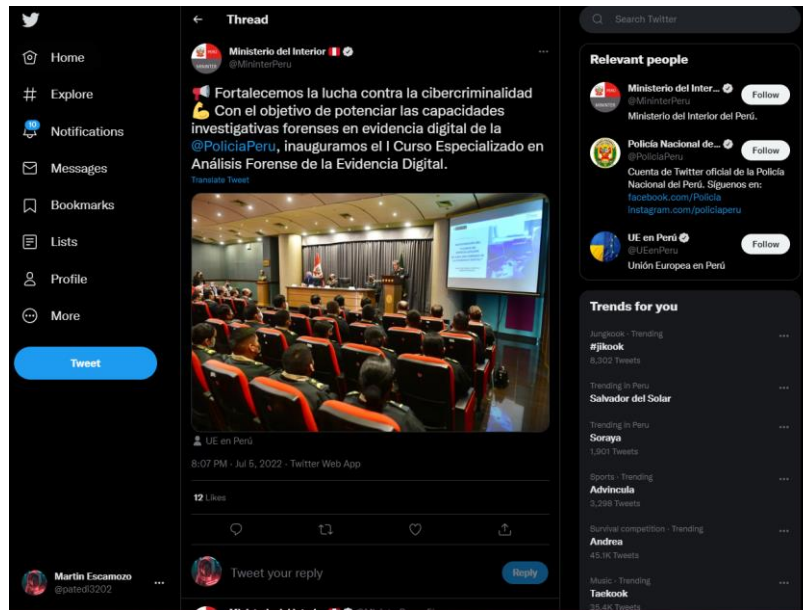 Home
Explore
20
Notifications
Messages
Bookmarks
Lists
Profile
More
Tweet
Martin Escamozo
@patedi3202
Thread
Ministerio del Interior
@MininterPeru
Fortalecemos la lucha contra la cibercriminalidad
Con el objetivo de potenciar las capacidades
investigativas forenses en evidencia digital de la
@PoliciaPeru, inauguramos el I Curso Especializado en
Análisis Forense de la Evidencia Digital.
Translate Tweet
UE en Perú
8:07 PM · Jul 5, 2022 · Twitter Web App
12 Likes
Tweet your reply
Reply
Search Twitter
Relevant people
Ministerio del Inter...
@MininterPeru
Follow
Ministerio del Interior del Perú.
Policía Nacional de...
@PoliciaPeru
Follow
Cuenta de Twitter oficial de la Policía
Nacional del Perú. Síguenos en:
facebook.com/Policia
instagram.com/policiaperu
UE en Perú
@UEenPeru
Follow
Unión Europea en Perú
Trends for you
Jungkook · Trending
#jikook
8,302 Tweets
Trending in Peru
Salvador del Solar
Trending in Peru
Soraya
1,901 Tweets
Sports · Trending
Advincula
3,298 Tweets
Survival competition · Trending
Andrea
45.1K Tweets
Music · Trending
Taekook
25.4K Tweets